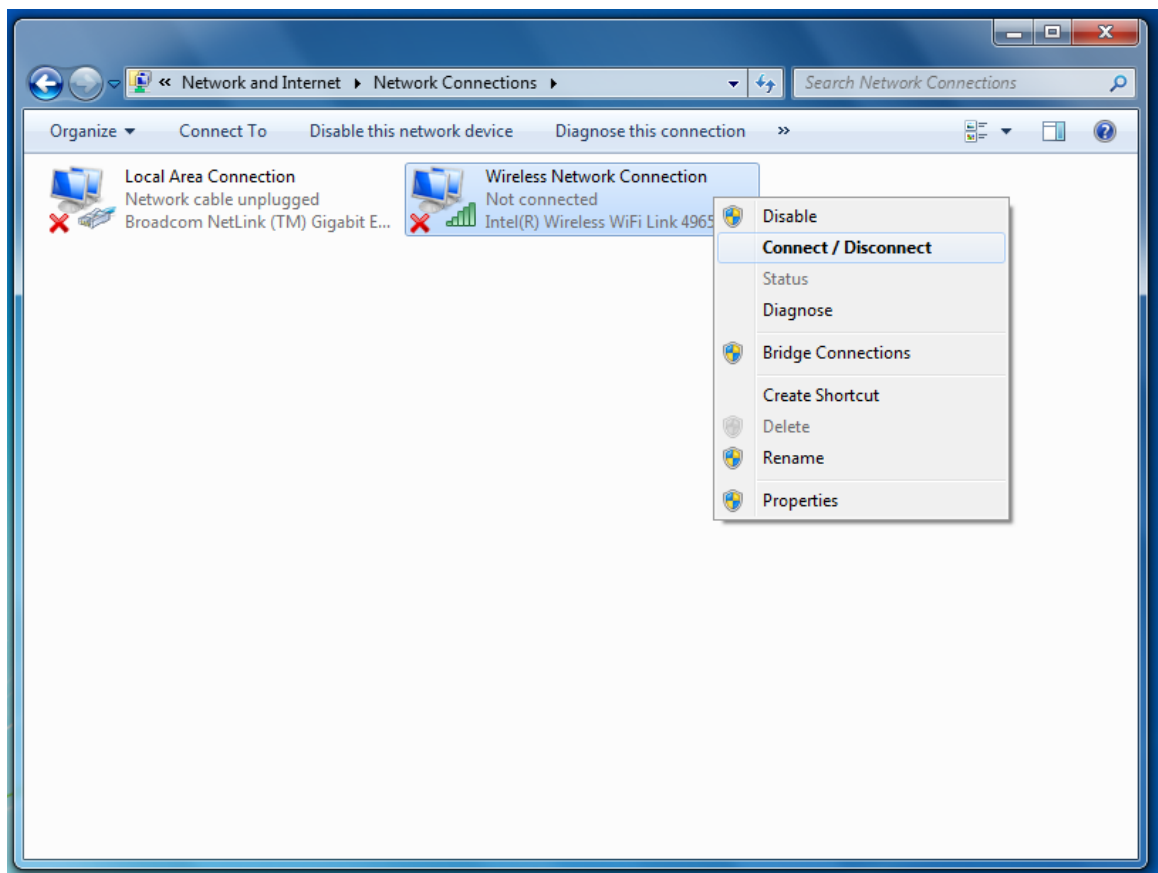 « Network and Internet ▸ Network Connections ▸ Search Network Connections
Organize ▾ Connect To Disable this network device Diagnose this connection »
Local Area Connection
Network cable unplugged
Broadcom NetLink (TM) Gigabit E...
Wireless Network Connection
Not connected
Intel(R) Wireless WiFi Link 4965
Disable
Connect / Disconnect
Status
Diagnose
Bridge Connections
Create Shortcut
Delete
Rename
Properties